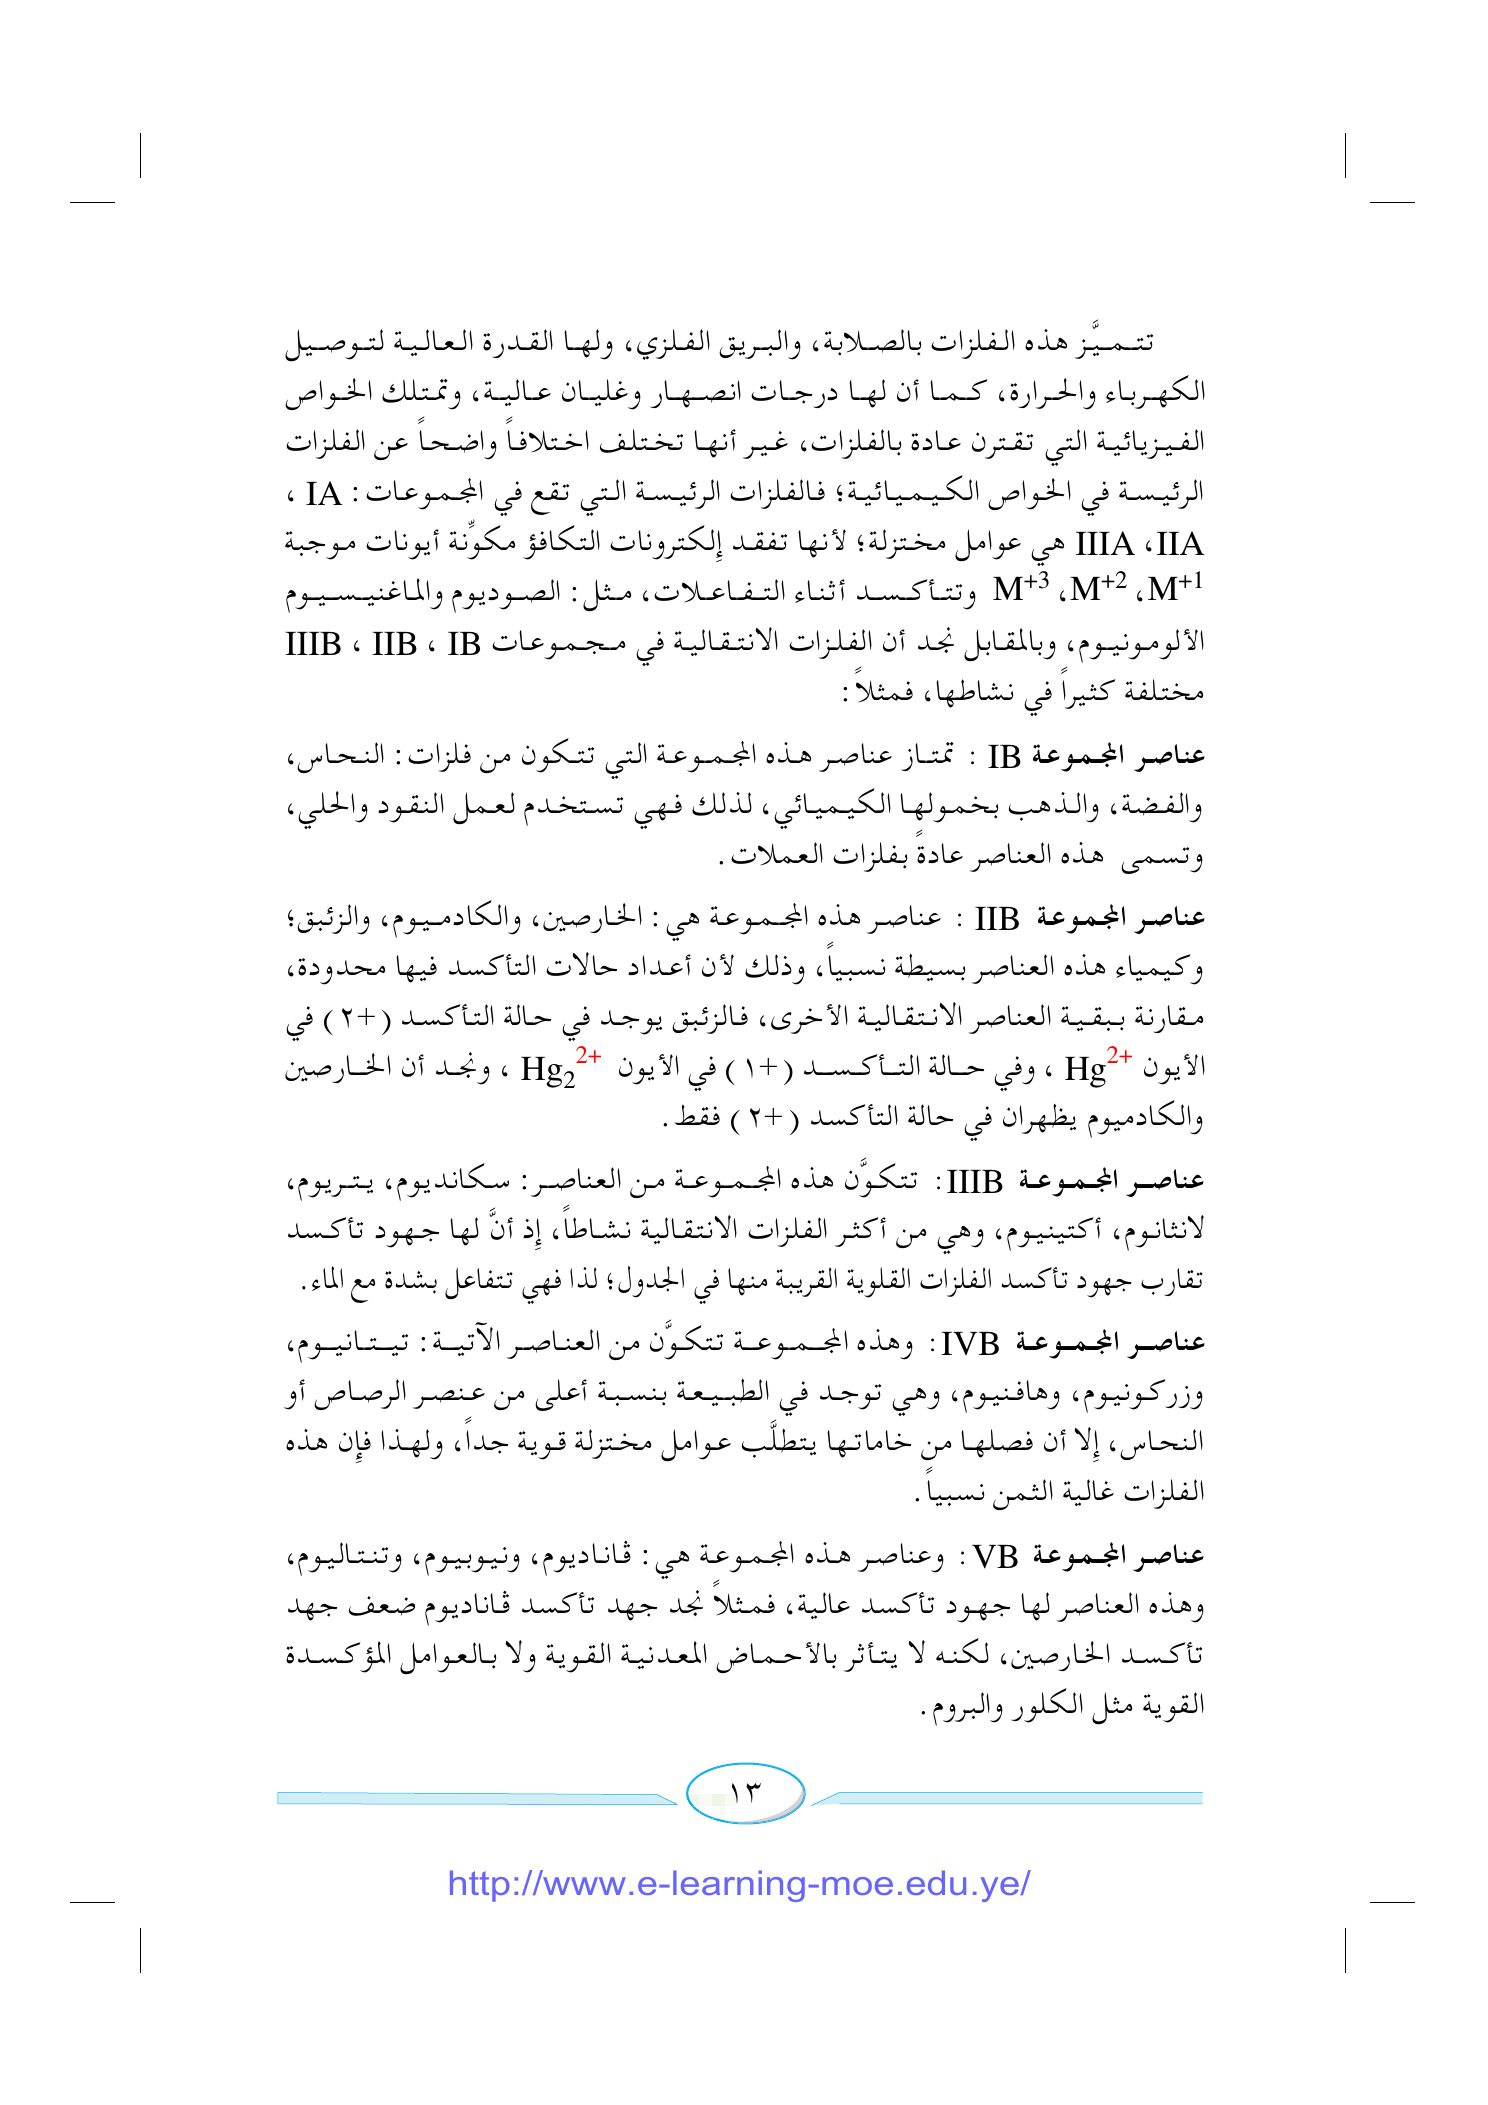 تتميَّز هذه الفلزات بالصلابة، والبريق الفلزي، ولها القدرة العالية لتوصيل
الكهرباء والحرارة، كما أن لها درجات انصهار وغليان عالية، وتمتلك الخواص
الفيزيائية التي تقترن عادة بالفلزات، غير أنها تختلف اختلافاً واضحاً عن الفلزات
الرئيسة في الخواص الكيميائية؛ فالفلزات الرئيسة التي تقع في المجموعات: IA ،
IIIA ،IIA هي عوامل مختزلة؛ لأنها تفقد إلكترونات التكافؤ مكوِّنة أيونات موجبة
M⁺³ ،M⁺² ،M⁺¹ وتتأكسد أثناء التفاعلات، مثل: الصوديوم والماغنيسيوم
الألومونيوم، وبالمقابل نجد أن الفلزات الانتقالية في مجموعات IIIB ، IIB ، IB
مختلفة كثيراً في نشاطها، فمثلاً:
عناصر المجموعة IB : تمتاز عناصر هذه المجموعة التي تتكون من فلزات: النحاس،
والفضة، والذهب بخمولها الكيميائي، لذلك فهي تستخدم لعمل النقود والحلي،
وتسمى هذه العناصر عادةً بفلزات العملات.
عناصر المجموعة IIB : عناصر هذه المجموعة هي: الخارصين، والكادميوم، والزئبق؛
وكيمياء هذه العناصر بسيطة نسبياً، وذلك لأن أعداد حالات التأكسد فيها محدودة،
مقارنة ببقية العناصر الانتقالية الأخرى، فالزئبق يوجد في حالة التأكسد (+٢) في
الأيون Hg²⁺ ، وفي حالة التأكسد (+١) في الأيون Hg₂²⁺ ، ونجد أن الخارصين
والكادميوم يظهران في حالة التأكسد (+٢) فقط.
عناصر المجموعة IIIB: تتكوَّن هذه المجموعة من العناصر: سكانديوم، يتريوم،
لانثانوم، أكتينيوم، وهي من أكثر الفلزات الانتقالية نشاطاً، إذ أنَّ لها جهود تأكسد
تقارب جهود تأكسد الفلزات القلوية القريبة منها في الجدول؛ لذا فهي تتفاعل بشدة مع الماء.
عناصر المجموعة IVB: وهذه المجموعة تتكوَّن من العناصر الآتية: تيتانيوم،
وزركونيوم، وهافنيوم، وهي توجد في الطبيعة بنسبة أعلى من عنصر الرصاص أو
النحاس، إلا أن فصلها من خاماتها يتطلَّب عوامل مختزلة قوية جداً، ولهذا فإن هذه
الفلزات غالية الثمن نسبياً.
عناصر المجموعة VB: وعناصر هذه المجموعة هي: ڤاناديوم، ونيوبيوم، وتنتاليوم،
وهذه العناصر لها جهود تأكسد عالية، فمثلاً نجد جهد تأكسد ڤاناديوم ضعف جهد
تأكسد الخارصين، لكنه لا يتأثر بالأحماض المعدنية القوية ولا بالعوامل المؤكسدة
القوية مثل الكلور والبروم.
١٣
http://www.e-learning-moe.edu.ye/